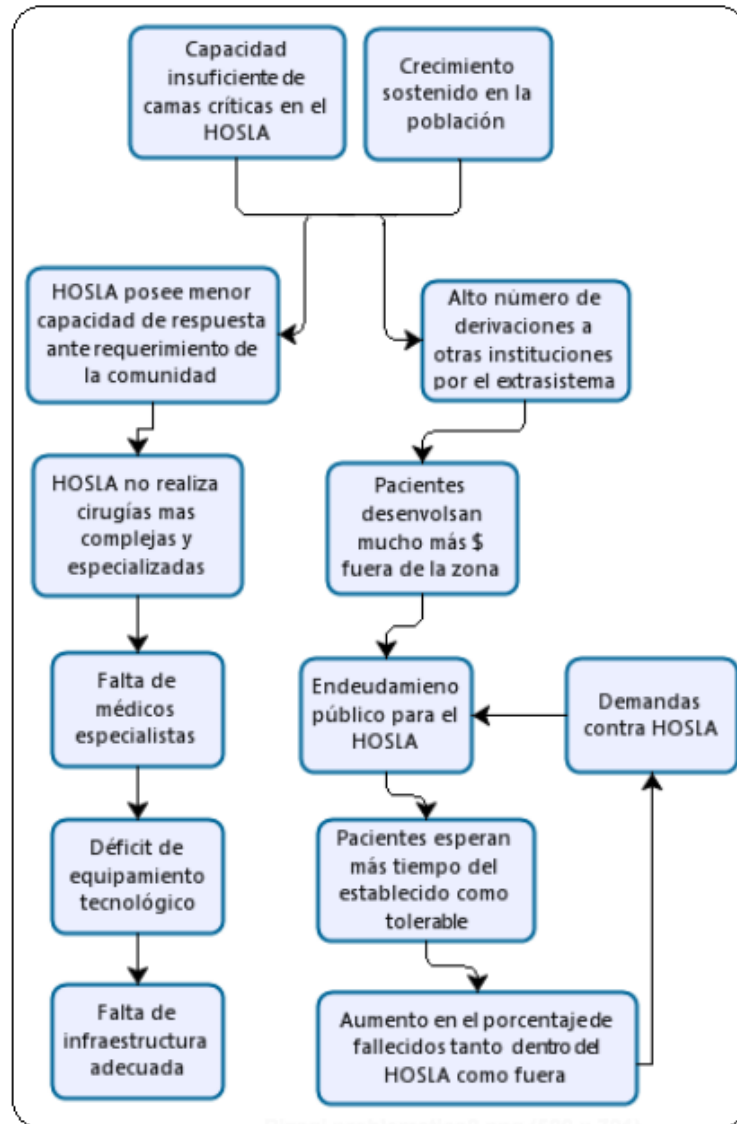 Capacidad
insuficiente de
camas críticas en el
HOSLA
Crecimiento
sostenido en la
población
HOSLA posee menor
capacidad de respuesta
ante requerimiento de
la comunidad
Alto número de
derivaciones a
otras instituciones
por el extrasistema
HOSLA no realiza
cirugías mas
complejas y
especializadas
Pacientes
desenvolsan
mucho más $
fuera de la zona
Falta de
médicos
especialistas
Endeudamieno
público para el
HOSLA
Demandas
contra HOSLA
Déficit de
equipamiento
tecnológico
Pacientes esperan
más tiempo del
establecido como
tolerable
Falta de
infraestructura
adecuada
Aumento en el porcentaje de
fallecidos tanto dentro del
HOSLA como fuera